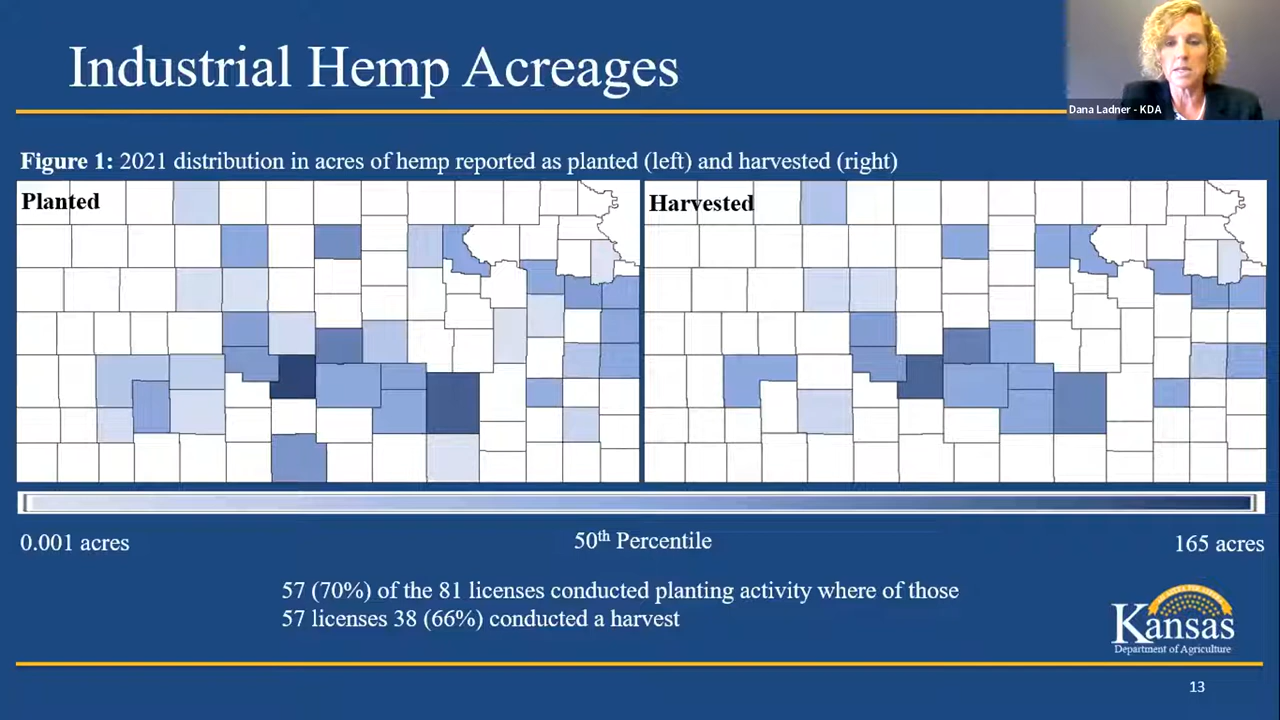 Industrial Hemp Acreages
Dana Ladner - KDA
Figure 1: 2021 distribution in acres of hemp reported as planted (left) and harvested (right)
Planted
Harvested
0.001 acres
50th Percentile
165 acres
57 (70%) of the 81 licenses conducted planting activity where of those
57 licenses 38 (66%) conducted a harvest
Kansas
Department of Agriculture
13